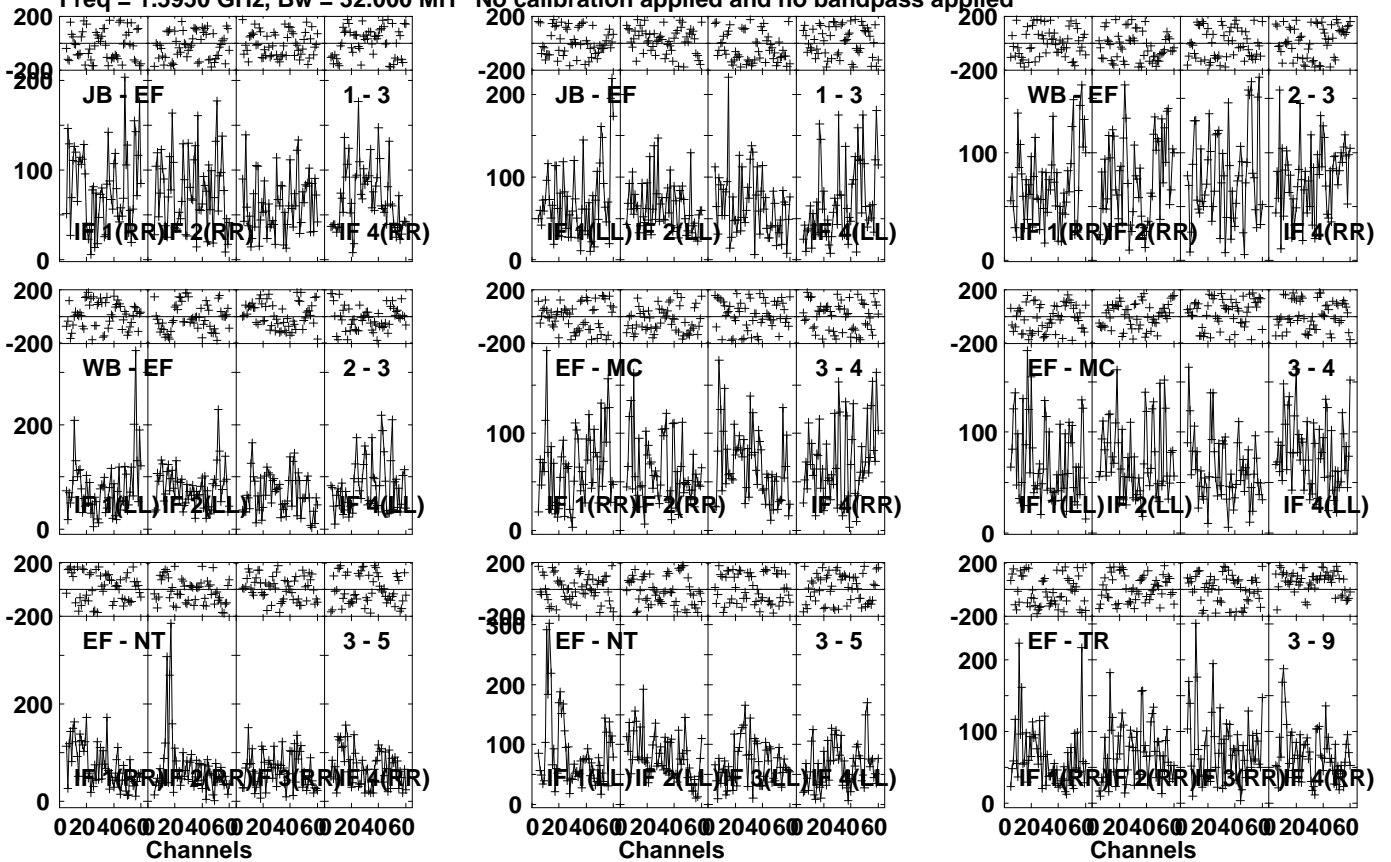 Freq = 1.5950 GHz, Bw = 32.000 MH No calibration applied and no bandpass applied
200 200 200
-200 -200 -200
200
JB - EF 1 - 3 JB - EF 1 - 3 WB - EF 2 - 3
200
100 100 100
IF 1(RR) IF 2(RR) IF 4(RR) IF 1(LL) IF 2(LL) IF 4(LL) IF 1(RR) IF 2(RR) IF 4(RR)
0 0 0
200 200 200
-200 -200 -200
WB - EF 2 - 3 EF - MC 3 - 4 EF - MC 3 - 4
200 100 100
IF 1(LL) IF 2(LL) IF 4(LL) IF 1(RR) IF 2(RR) IF 4(RR) IF 1(LL) IF 2(LL) IF 4(LL)
0 0 0
200 200 200
-200 -200 -200
300
EF - NT 3 - 5 EF - NT 3 - 5 EF - TR 3 - 9
200 200 200
100 100
IF 1(RR) IF 2(RR) IF 3(RR) IF 4(RR) IF 1(LL) IF 2(LL) IF 3(LL) IF 4(LL) IF 1(RR) IF 2(RR) IF 3(RR) IF 4(RR)
0 0 0
0 20 40 60 0 20 40 60 0 20 40 60 0 20 40 60 0 20 40 60 0 20 40 60 0 20 40 60 0 20 40 60 0 20 40 60 0 20 40 60 0 20 40 60 0 20 40 60
Channels Channels Channels